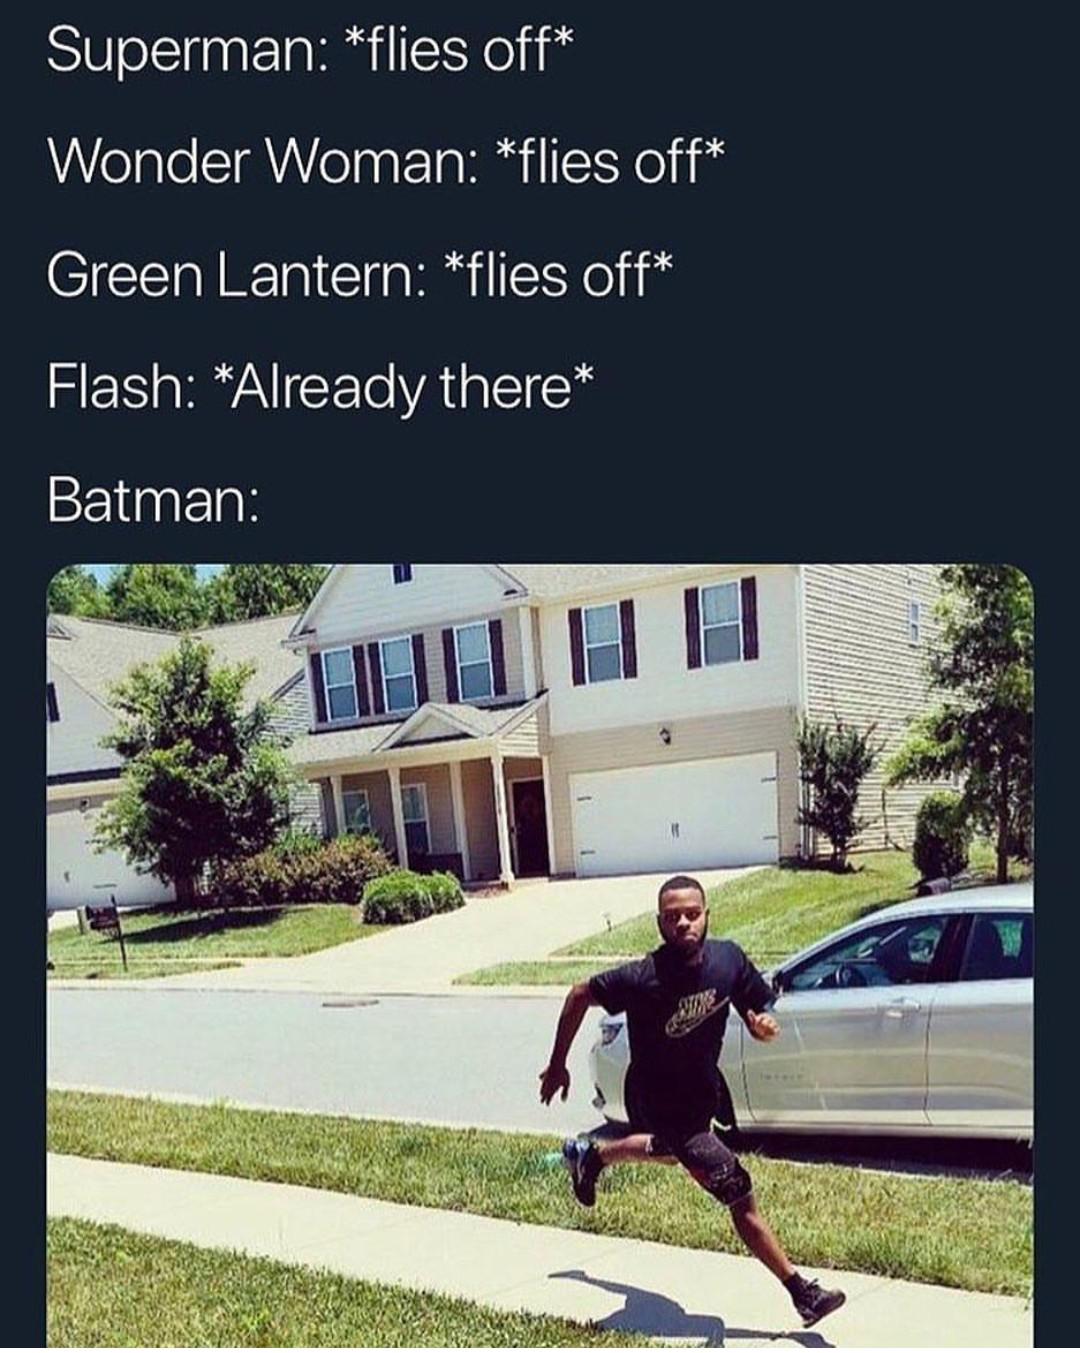 Superman: *flies off*
Wonder Woman: *flies off*
Green Lantern: *flies off*
Flash: *Already there*
Batman: